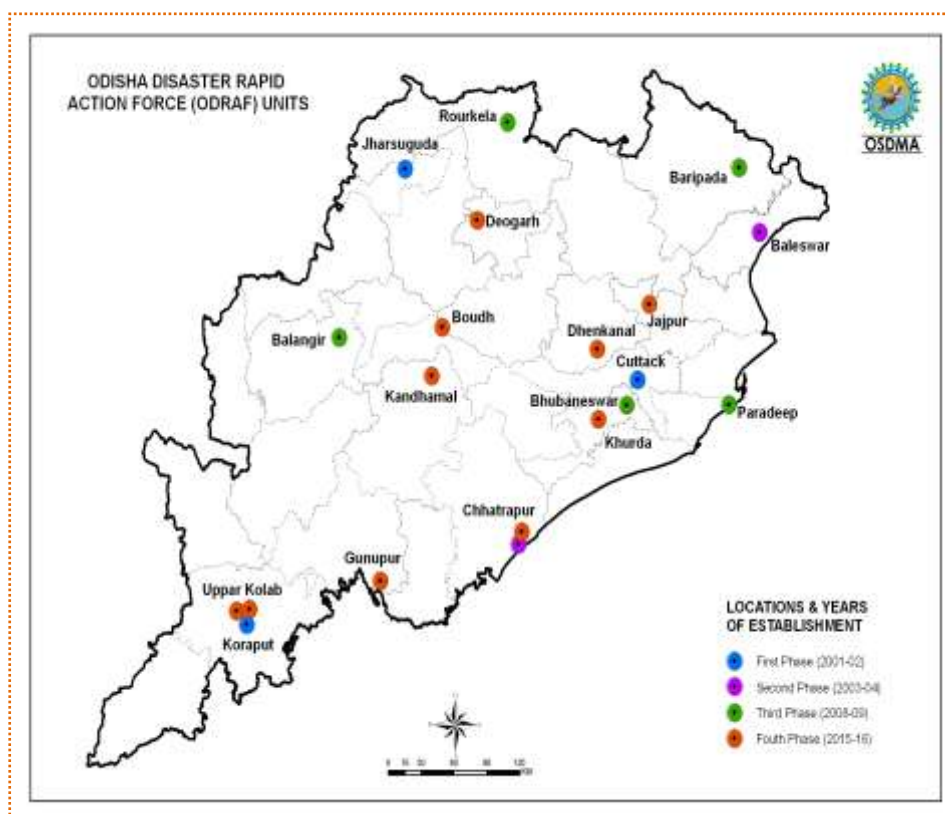 ODISHA DISASTER RAPID
ACTION FORCE (ODRAF) UNITS
OSDMA
Rourkela
Jharsuguda
Baripada
Deogarh
Baleswar
Boudh
Jajpur
Balangir
Dhenkanal
Cuttack
Kandhamal
Bhubaneswar
Paradeep
Khurda
Chhatrapur
Gunupur
Uppar Kolab
Koraput
LOCATIONS & YEARS
OF ESTABLISHMENT
First Phase (2001-02)
Second Phase (2003-04)
Third Phase (2008-09)
Fouth Phase (2015-16)